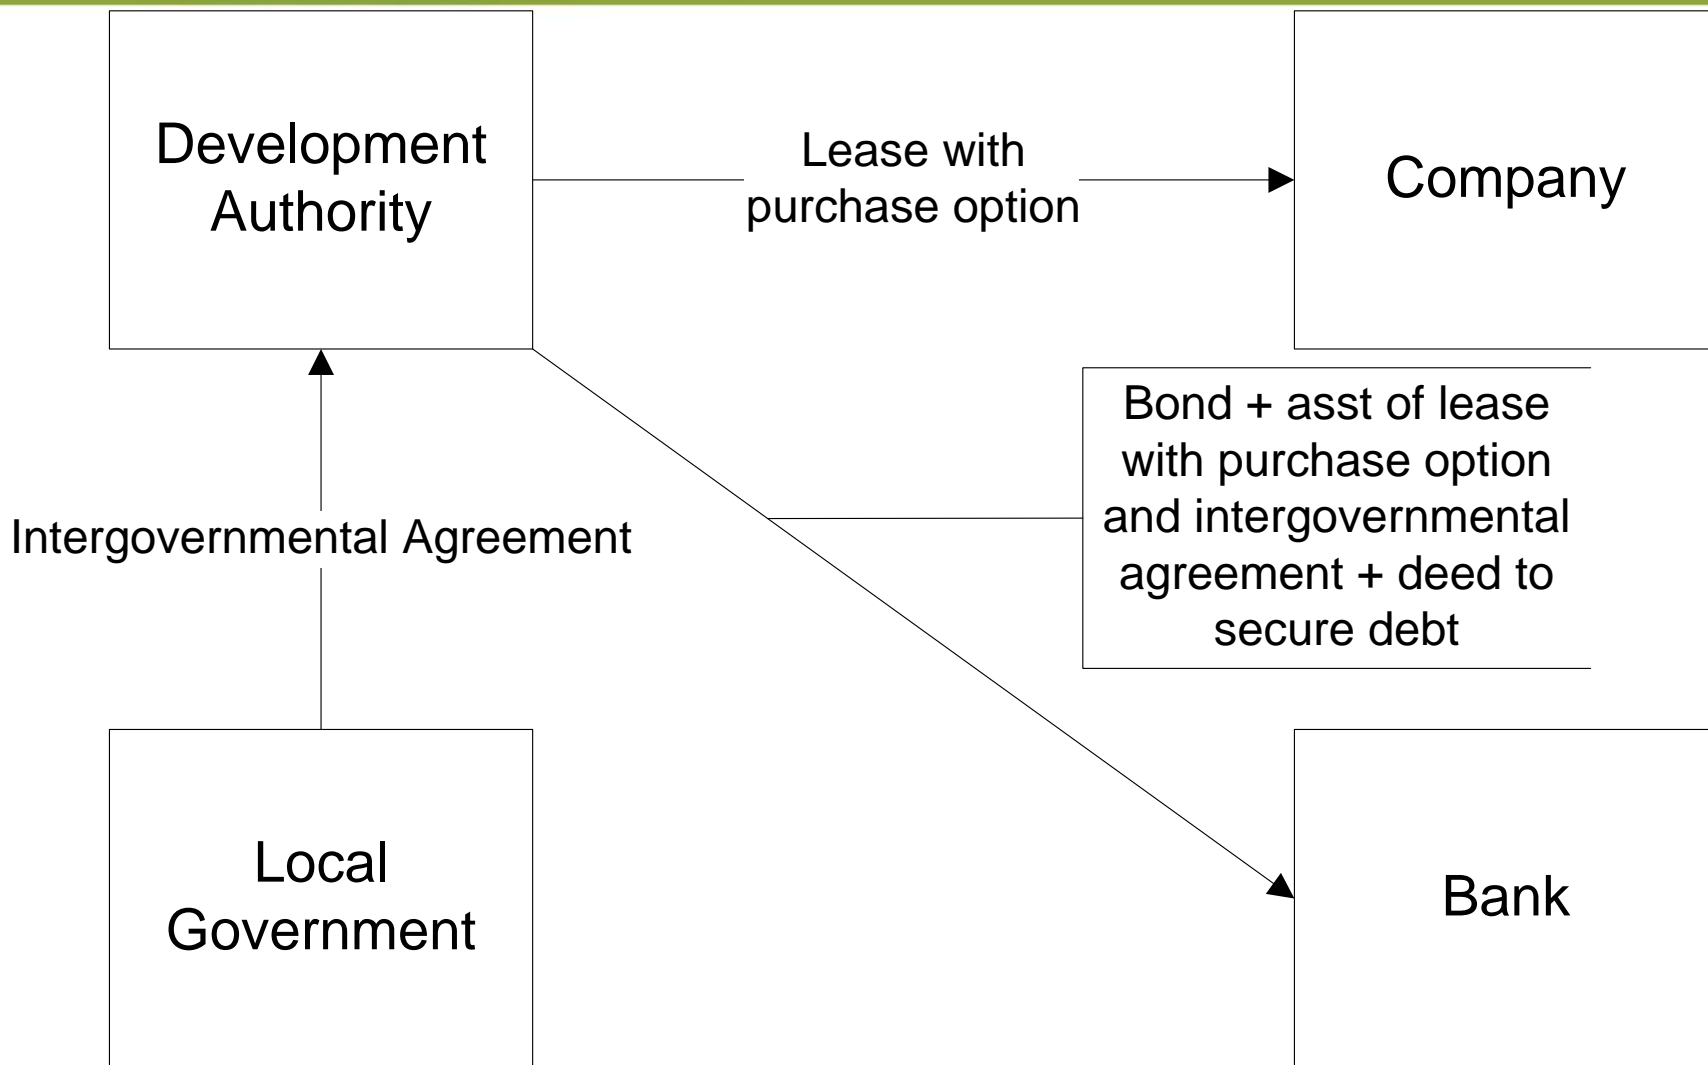 Development
Authority
Lease with
purchase option
Company
Bond + asst of lease
with purchase option
and intergovernmental
agreement + deed to
secure debt
Intergovernmental Agreement
Local
Government
Bank